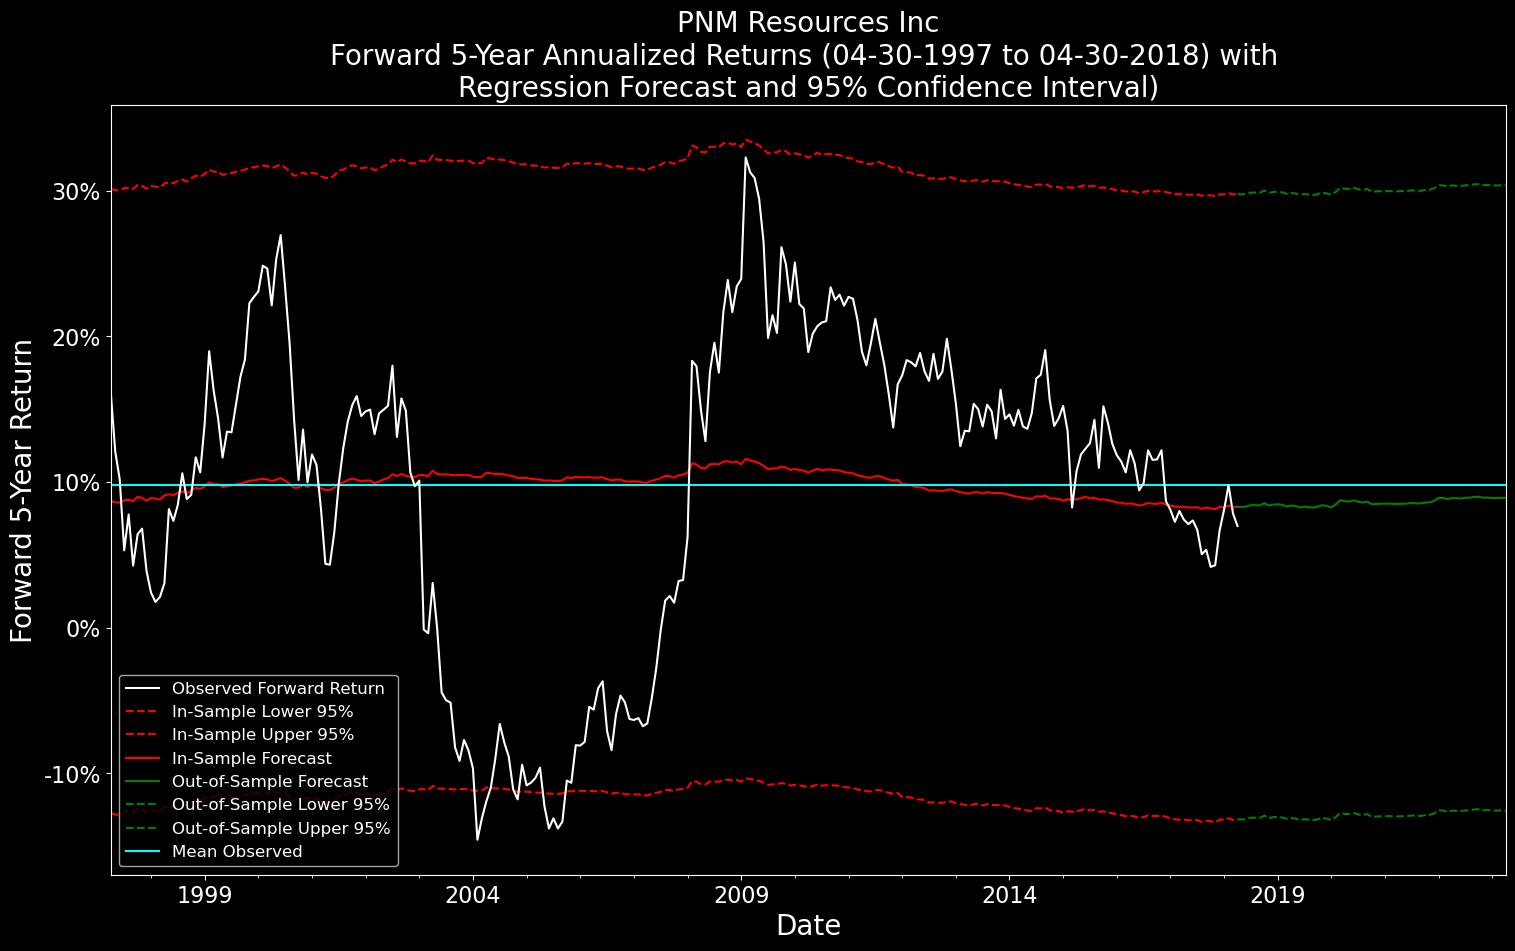 PNM Resources Inc
Forward 5-Year Annualized Returns (04-30-1997 to 04-30-2018) with
Regression Forecast and 95% Confidence Interval)
Forward 5-Year Return
30%
20%
10%
0%
-10%
Observed Forward Return
In-Sample Lower 95%
In-Sample Upper 95%
In-Sample Forecast
Out-of-Sample Forecast
Out-of-Sample Lower 95%
Out-of-Sample Upper 95%
Mean Observed
1999
2004
2009
2014
2019
Date